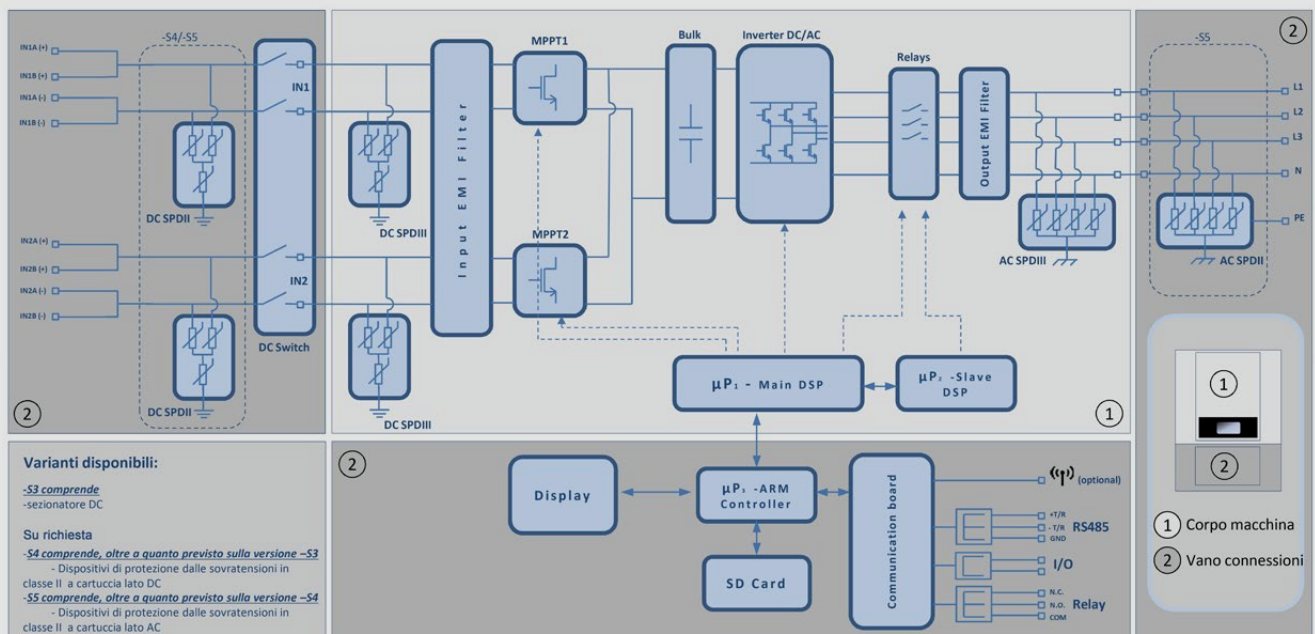 -S4/-S5
IN1A (+)
IN1B (+)
IN1A (-)
IN1B (-)
IN1
DC SPDII
IN2A (+)
IN2B (+)
IN2A (-)
IN2B (-)
IN2
DC Switch
DC SPDII
2
DC SPDIII
DC SPDIII
Input EMI Filter
MPPT1
MPPT2
Bulk
Inverter DC/AC
Relays
Output EMI Filter
AC SPDIII
µP₁ - Main DSP
µP₂ -Slave
DSP
1
2
-S5
L1
L2
L3
N
PE
AC SPDII
1
2
1 Corpo macchina
2 Vano connessioni
Varianti disponibili:
-S3 comprende
-sezionatore DC
Su richiesta
-S4 comprende, oltre a quanto previsto sulla versione –S3
- Dispositivi di protezione dalle sovratensioni in
classe II a cartuccia lato DC
-S5 comprende, oltre a quanto previsto sulla versione –S4
- Dispositivi di protezione dalle sovratensioni in
classe II a cartuccia lato AC
2
Display
µP₃ -ARM
Controller
SD Card
Communication board
(optional)
+T/R
- T/R
GND
RS485
I/O
N.C.
N.O.
COM
Relay